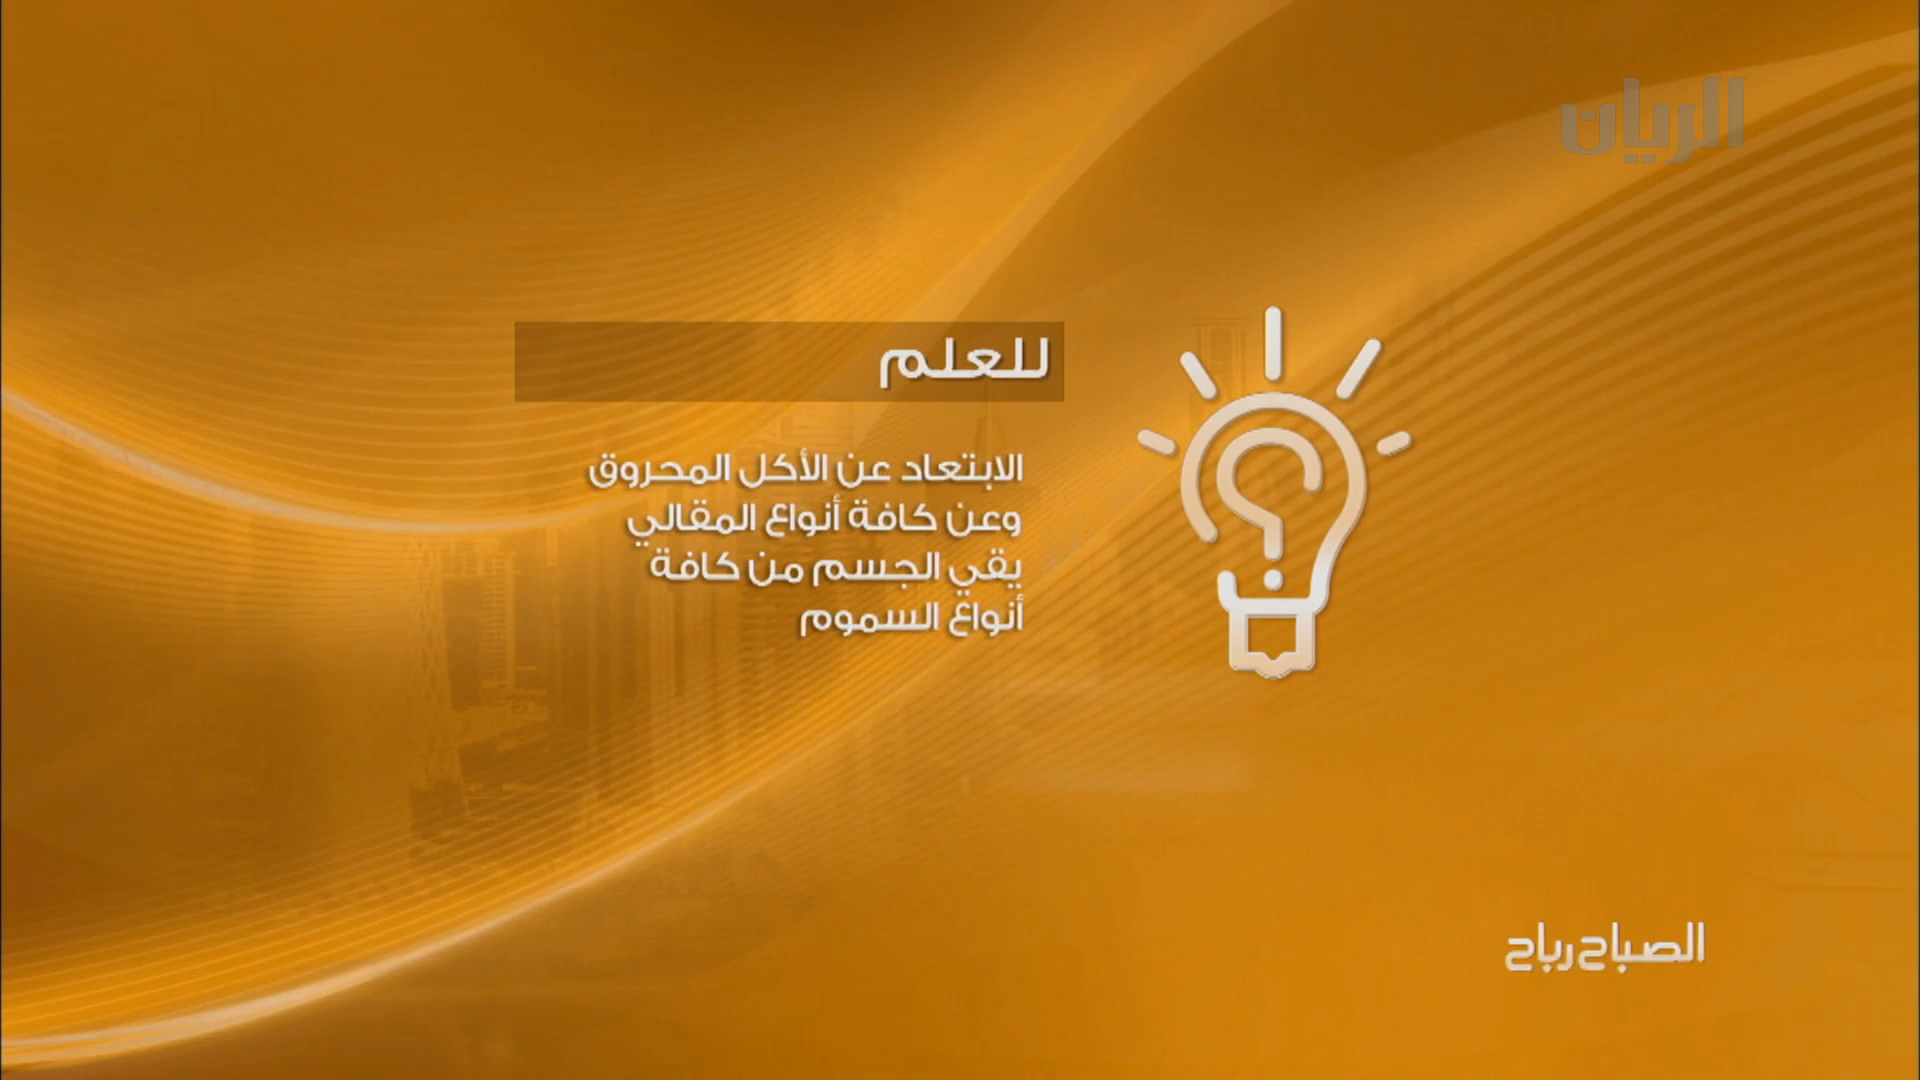 الريان
للعلم
الابتعاد عن الأكل المحروق
وعن كافة أنواع المقالي
يقي الجسم من كافة
أنواع السموم
الصباح رباح